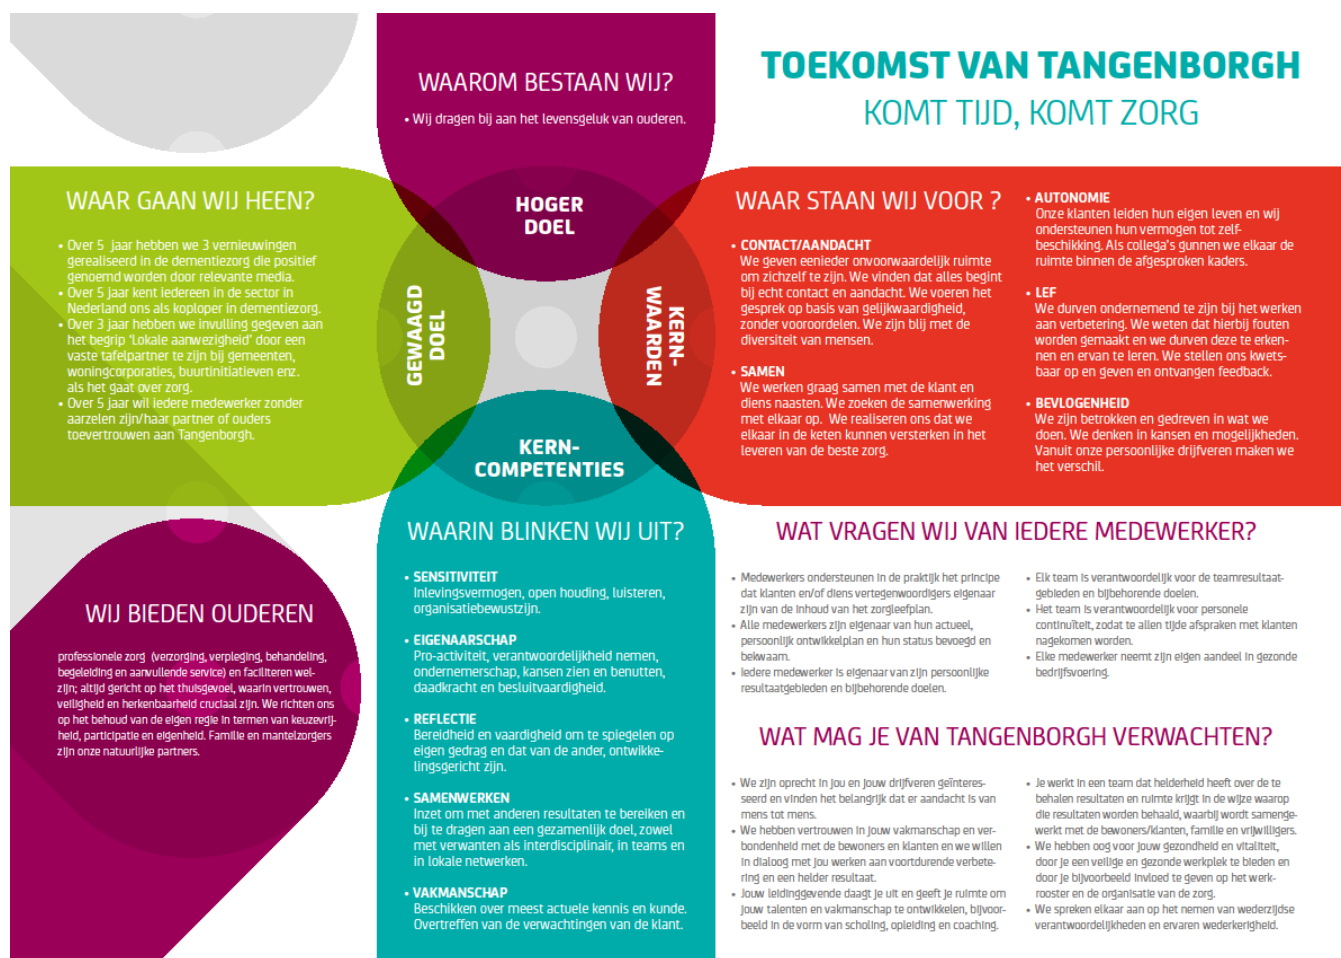 TOEKOMST VAN TANGENBORGH
KOMT TIJD, KOMT ZORG
WAAROM BESTAAN WIJ?
• Wij dragen bij aan het levensgeluk van ouderen.
HOGER
DOEL
WAAR GAAN WIJ HEEN?
• Over 5 jaar hebben we 3 vernieuwingen
gerealiseerd in de dementiezorg die positief
genoemd worden door relevante media.
• Over 5 jaar kent iedereen in de sector in
Nederland ons als koploper in dementiezorg.
• Over 3 jaar hebben we invulling gegeven aan
het begrip 'Lokale aanwezigheid' door een
vaste tafelpartner te zijn bij gemeenten,
woningcorporaties, buurtinitiatieven enz.
als het gaat over zorg.
• Over 5 jaar wil iedere medewerker zonder
aarzelen zijn/haar partner of ouders
toevertrouwen aan Tangenborgh.
GEWAAGD
DOEL
KERN-
WAARDEN
WAAR STAAN WIJ VOOR ?
• CONTACT/AANDACHT
We geven eenieder onvoorwaardelijk ruimte
om zichzelf te zijn. We vinden dat alles begint
bij echt contact en aandacht. We voeren het
gesprek op basis van gelijkwaardigheid,
zonder vooroordelen. We zijn blij met de
diversiteit van mensen.
• SAMEN
We werken graag samen met de klant en
diens naasten. We zoeken de samenwerking
met elkaar op. We realiseren ons dat we
elkaar in de keten kunnen versterken in het
leveren van de beste zorg.
• AUTONOMIE
Onze klanten leiden hun eigen leven en wij
ondersteunen hun vermogen tot zelf-
beschikking. Als collega's gunnen we elkaar de
ruimte binnen de afgesproken kaders.
• LEF
We durven ondernemend te zijn bij het werken
aan verbetering. We weten dat hierbij fouten
worden gemaakt en we durven deze te erken-
nen en ervan te leren. We stellen ons kwets-
baar op en geven en ontvangen feedback.
• BEVLOGENHEID
We zijn betrokken en gedreven in wat we
doen. We denken in kansen en mogelijkheden.
Vanuit onze persoonlijke drijfveren maken we
het verschil.
KERN-
COMPETENTIES
WAARIN BLINKEN WIJ UIT?
• SENSITIVITEIT
Inlevingsvermogen, open houding, luisteren,
organisatiebewustzijn.
• EIGENAARSCHAP
Pro-activiteit, verantwoordelijkheid nemen,
ondernemerschap, kansen zien en benutten,
daadkracht en besluitvaardigheid.
• REFLECTIE
Bereidheid en vaardigheid om te spiegelen op
eigen gedrag en dat van de ander, ontwikke-
lingsgericht zijn.
• SAMENWERKEN
Inzet om met anderen resultaten te bereiken en
bij te dragen aan een gezamenlijk doel, zowel
met verwanten als interdisciplinair, in teams en
in lokale netwerken.
• VAKMANSCHAP
Beschikken over meest actuele kennis en kunde.
Overtreffen van de verwachtingen van de klant.
WIJ BIEDEN OUDEREN
professionele zorg (verzorging, verpleging, behandeling,
begeleiding en aanvullende service) en faciliteren wel-
zijn; altijd gericht op het thuisgevoel, waarin vertrouwen,
veiligheid en herkenbaarheid cruciaal zijn. We richten ons
op het behoud van de eigen regie in termen van keuzevrij-
heid, participatie en eigenheid. Familie en mantelzorgers
zijn onze natuurlijke partners.
WAT VRAGEN WIJ VAN IEDERE MEDEWERKER?
• Medewerkers ondersteunen in de praktijk het principe
dat klanten en/of diens vertegenwoordigers eigenaar
zijn van de inhoud van het zorgleefplan.
• Alle medewerkers zijn eigenaar van hun actueel,
persoonlijk ontwikkelplan en hun status bevoegd en
bekwaam.
• Iedere medewerker is eigenaar van zijn persoonlijke
resultaatgebieden en bijbehorende doelen.
• Elk team is verantwoordelijk voor de teamresultaat-
gebieden en bijbehorende doelen.
• Het team is verantwoordelijk voor personele
continuïteit, zodat te allen tijde afspraken met klanten
nagekomen worden.
• Elke medewerker neemt zijn eigen aandeel in gezonde
bedrijfsvoering.
WAT MAG JE VAN TANGENBORGH VERWACHTEN?
• We zijn oprecht in jou en jouw drijfveren geïnteres-
seerd en vinden het belangrijk dat er aandacht is van
mens tot mens.
• We hebben vertrouwen in jouw vakmanschap en ver-
bondenheid met de bewoners en klanten en we willen
in dialoog met jou werken aan voortdurende verbete-
ring en een helder resultaat.
• Jouw leidinggevende daagt je uit en geeft je ruimte om
jouw talenten en vakmanschap te ontwikkelen, bijvoor-
beeld in de vorm van scholing, opleiding en coaching.
• Je werkt in een team dat helderheid heeft over de te
behalen resultaten en ruimte krijgt in de wijze waarop
die resultaten worden behaald, waarbij wordt samenge-
werkt met de bewoners/klanten, familie en vrijwilligers.
• We hebben oog voor jouw gezondheid en vitaliteit,
door je een veilige en gezonde werkplek te bieden en
door je bijvoorbeeld invloed te geven op het werk-
rooster en de organisatie van de zorg.
• We spreken elkaar aan op het nemen van wederzijdse
verantwoordelijkheden en ervaren wederkerigheid.